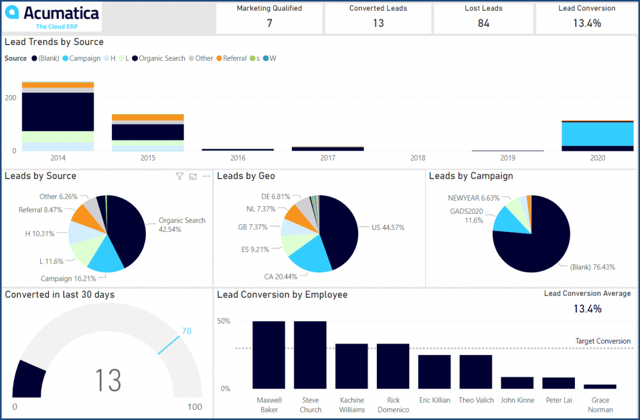 Acumatica
The Cloud ERP
Marketing Qualified
7
Converted Leads
13
Lost Leads
84
Lead Conversion
13.4%
Lead Trends by Source
Source (Blank) Campaign H L Organic Search Other Referral s W
200
0
2014 2015 2016 2017 2018 2019 2020
Leads by Source
Other 6.26%
Referral 8.47%
H 10.31%
L 11.6%
Campaign 16.21%
Organic Search
42.54%
Leads by Geo
DE 6.81%
NL 7.37%
GB 7.37%
ES 9.21%
CA 20.44%
US 44.57%
Leads by Campaign
NEWYEAR 6.63%
GADS2020
11.6%
(Blank) 76.43%
Converted in last 30 days
78
13
0 100
Lead Conversion by Employee
Lead Conversion Average
13.4%
Target Conversion
50%
0%
Maxwell
Baker
Steve
Church
Kachine
Williams
Rick
Domenico
Eric Killian
Theo Valich
John Kinne
Peter Lai
Grace
Norman